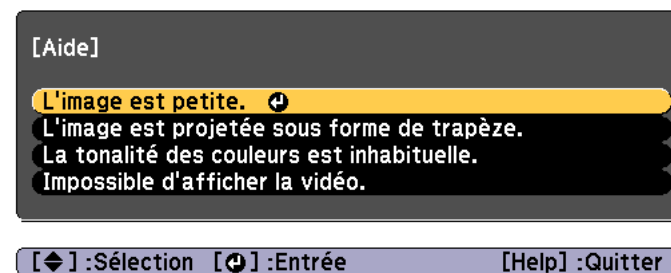 [Aide]
L'image est petite.
L'image est projetée sous forme de trapèze.
La tonalité des couleurs est inhabituelle.
Impossible d'afficher la vidéo.
[◆] :Sélection [⏎] :Entrée [Help] :Quitter